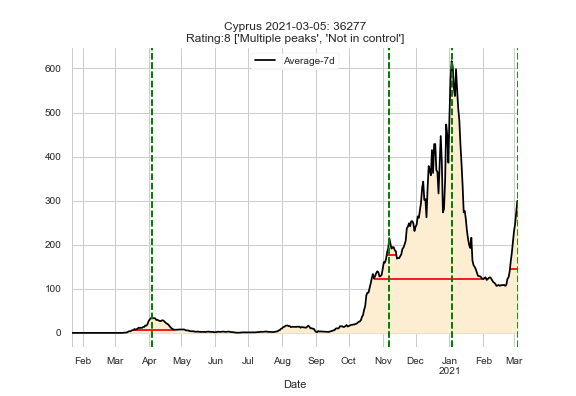 Cyprus 2021-03-05: 36277
Rating:8 ['Multiple peaks', 'Not in control']
Average-7d
600
500
400
300
200
100
0
Feb Mar Apr May Jun Jul Aug Sep Oct Nov Dec Jan Feb Mar
2021
Date